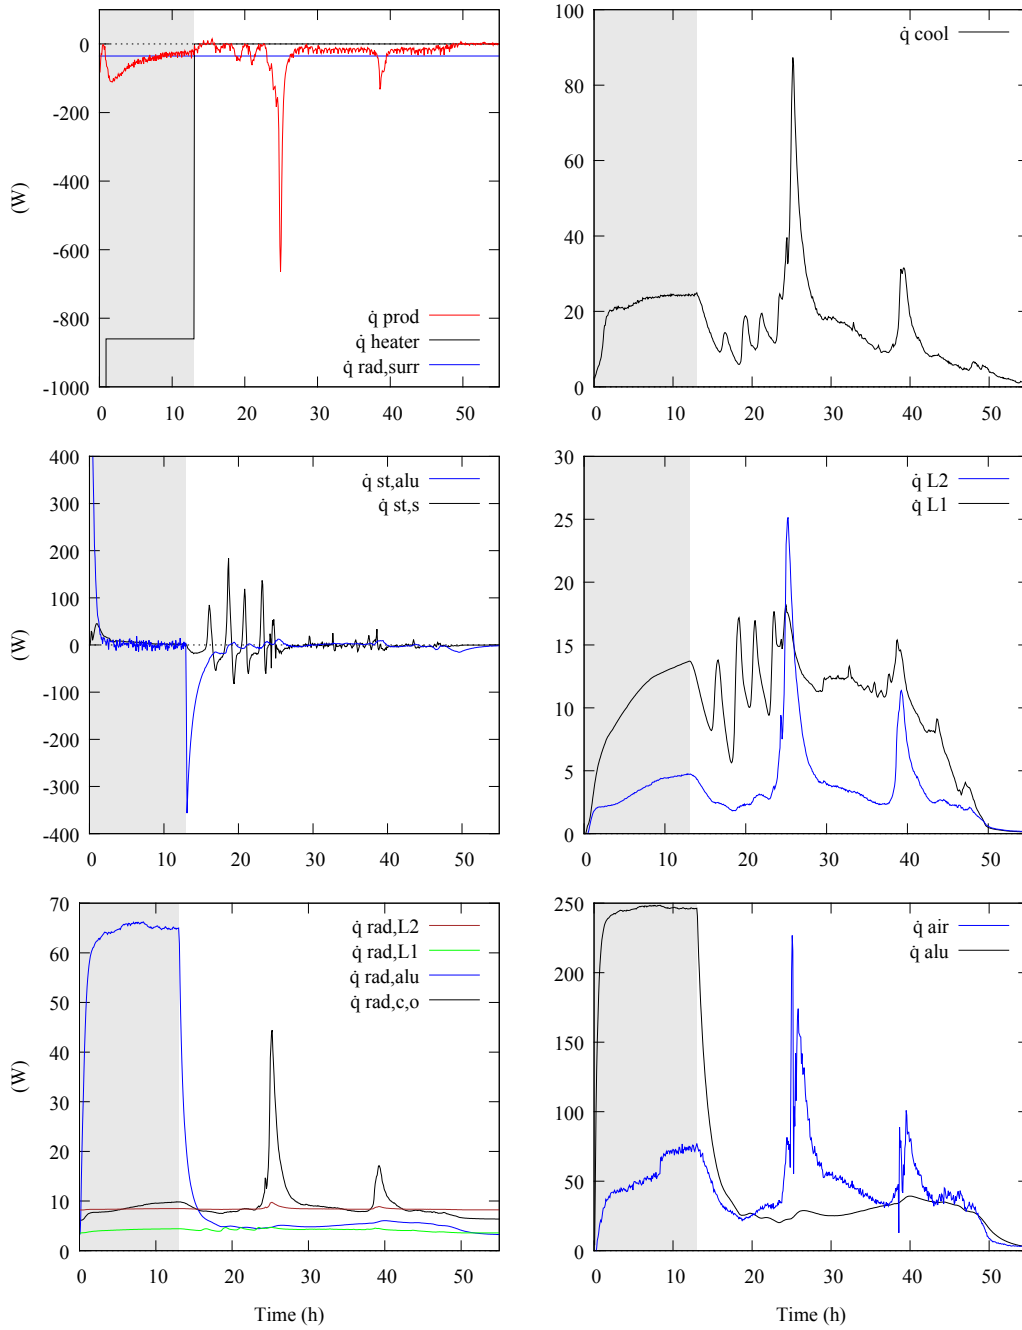 0
-200
-400
-600
-800
-1000
(W)
q̇ prod
q̇ heater
q̇ rad,surr
0 10 20 30 40 50
100
80
60
40
20
0
q̇ cool
0 10 20 30 40 50
400
300
200
100
0
-100
-200
-300
-400
(W)
q̇ st,alu
q̇ st,s
0 10 20 30 40 50
30
25
20
15
10
5
0
q̇ L2
q̇ L1
0 10 20 30 40 50
70
60
50
40
30
20
10
0
(W)
q̇ rad,L2
q̇ rad,L1
q̇ rad,alu
q̇ rad,c,o
0 10 20 30 40 50
Time (h)
250
200
150
100
50
0
q̇ air
q̇ alu
0 10 20 30 40 50
Time (h)